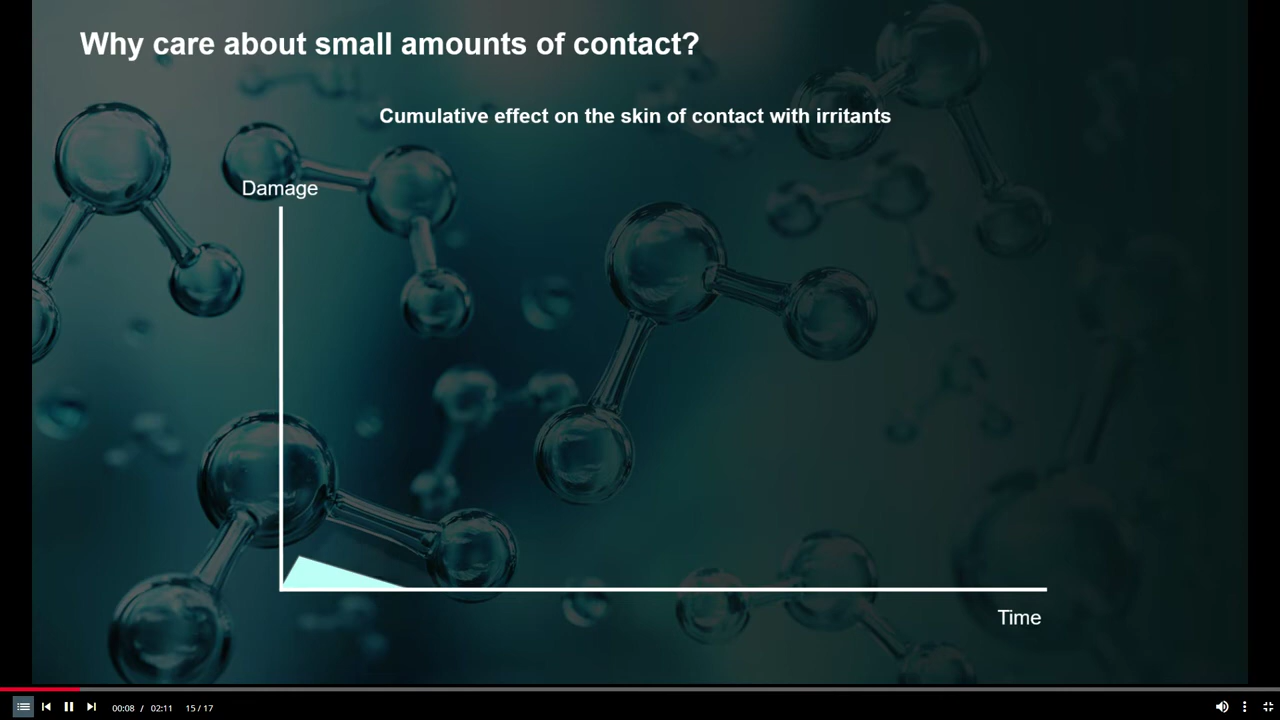 Why care about small amounts of contact?
Cumulative effect on the skin of contact with irritants
Damage
Time
00:08 / 02:11 15 / 17